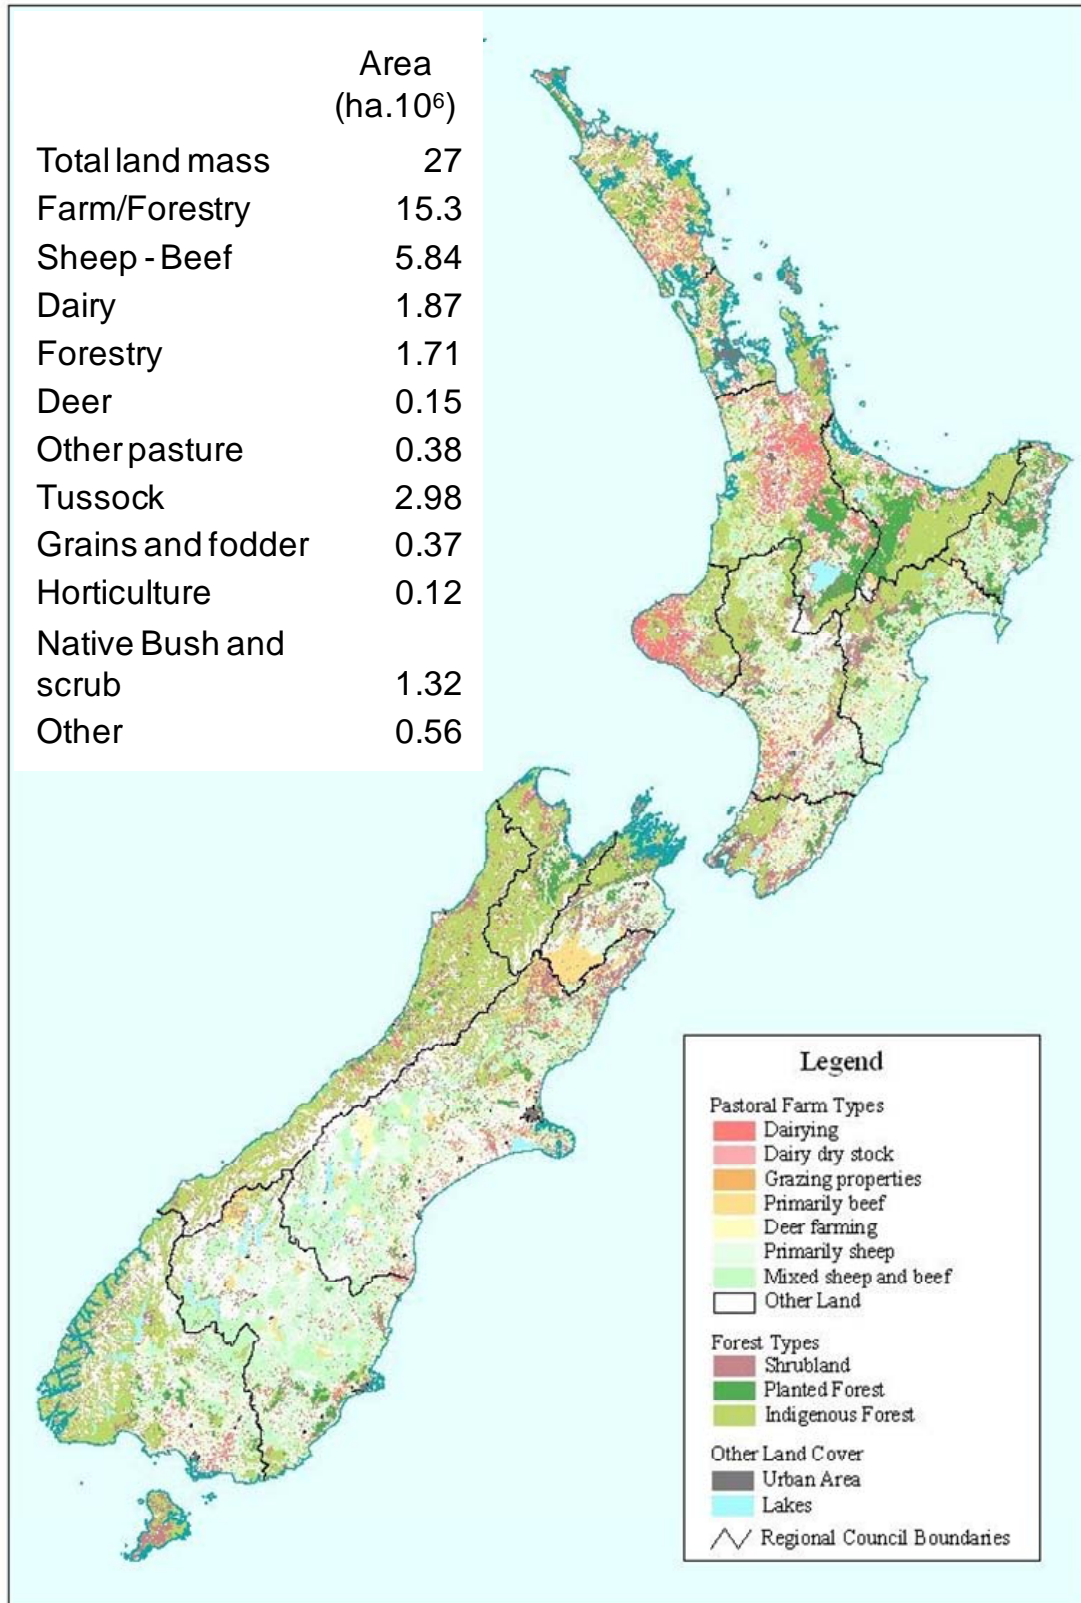 Area
(ha.10⁶)
Total land mass 27
Farm/Forestry 15.3
Sheep - Beef 5.84
Dairy 1.87
Forestry 1.71
Deer 0.15
Other pasture 0.38
Tussock 2.98
Grains and fodder 0.37
Horticulture 0.12
Native Bush and
scrub 1.32
Other 0.56
Legend
Pastoral Farm Types
Dairying
Dairy dry stock
Grazing properties
Primarily beef
Deer farming
Primarily sheep
Mixed sheep and beef
Other Land
Forest Types
Shrubland
Planted Forest
Indigenous Forest
Other Land Cover
Urban Area
Lakes
Regional Council Boundaries